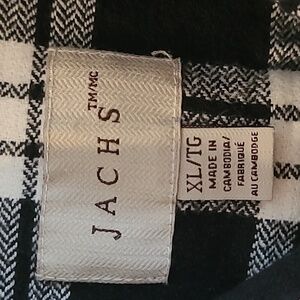 JACHS TM/MC
XL/TG
MADE IN
CAMBODIA/
FABRIQUÉ
AU CAMBODGE